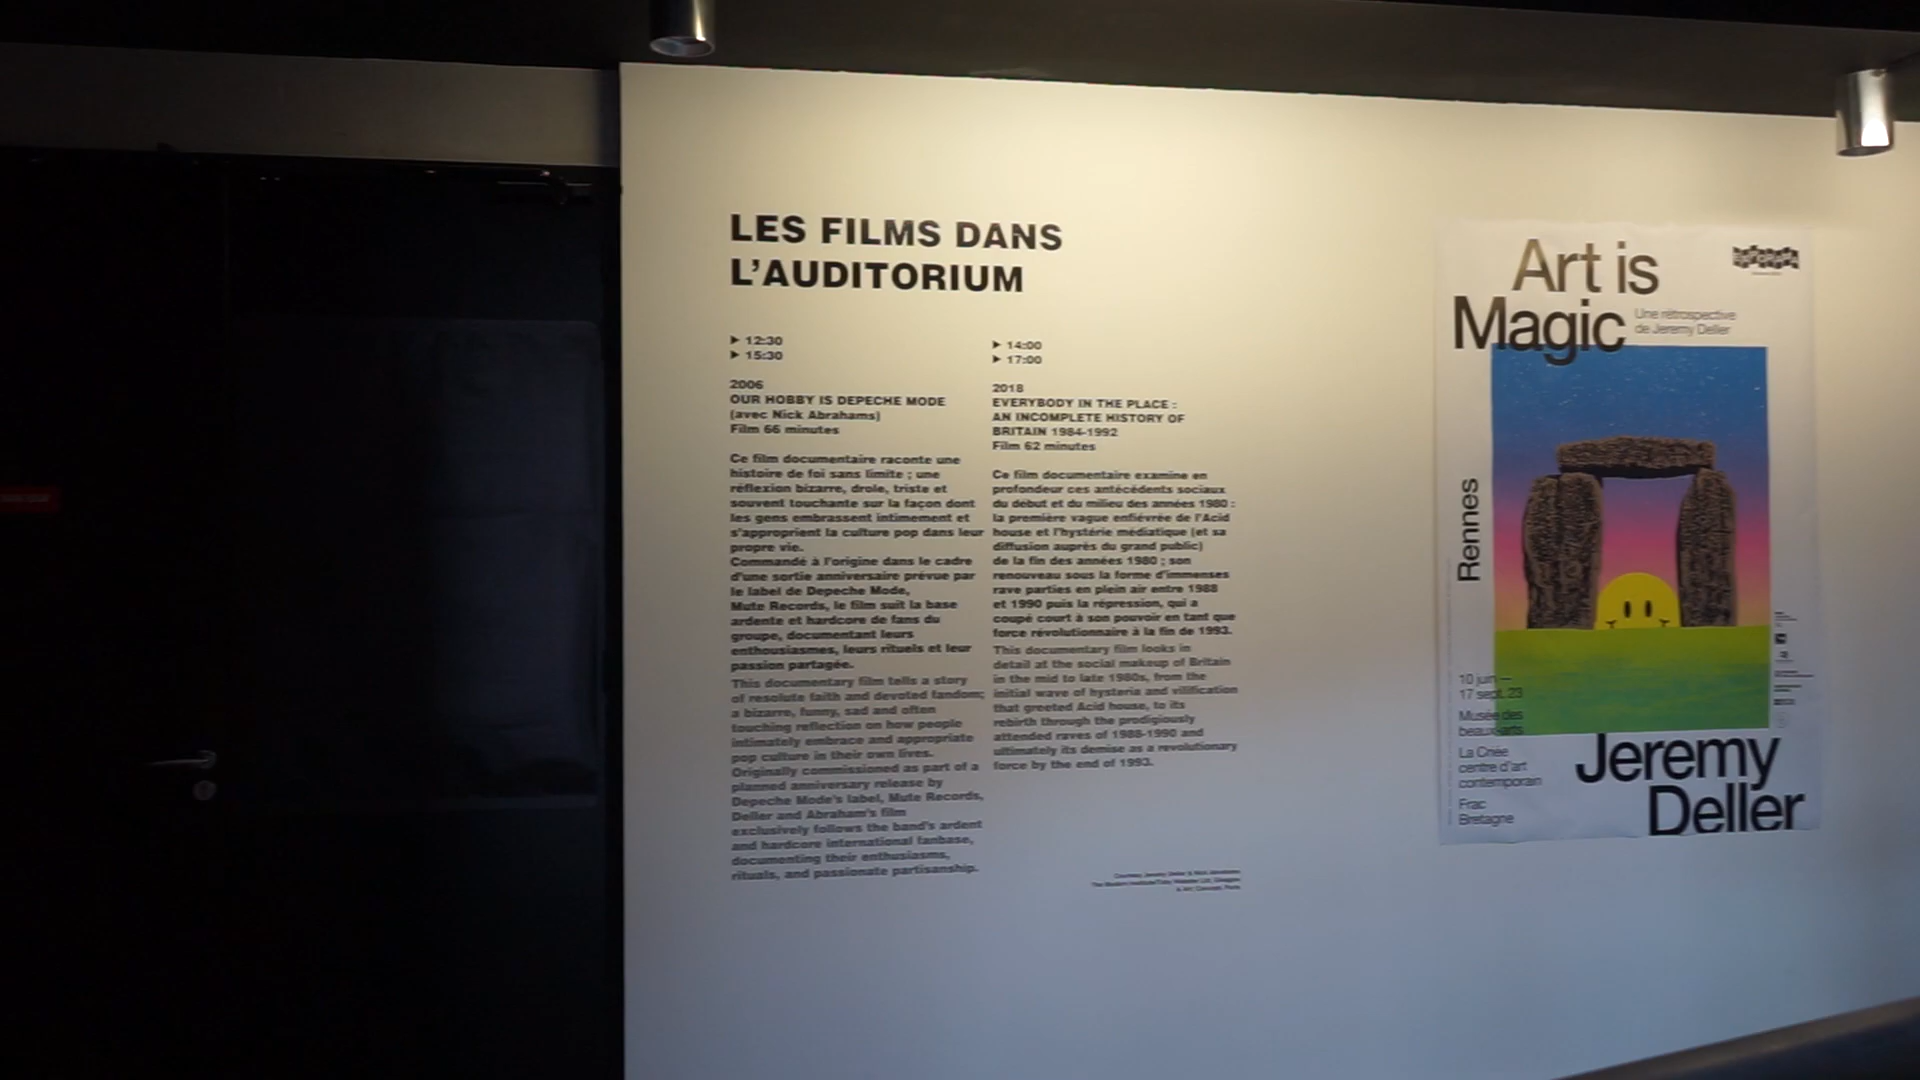 LES FILMS DANS
L'AUDITORIUM
▶ 12:30
▶ 15:30
2006
OUR HOBBY IS DEPECHE MODE
(avec Nick Abrahams)
Film 66 minutes
Ce film documentaire raconte une
histoire de foi sans limite ; une
réflexion bizarre, drole, triste et
souvent touchante sur la façon dont
les gens embrassent intimement et
s'approprient la culture pop dans leur
propre vie.
Commandé à l'origine dans le cadre
d'une sortie anniversaire prévue par
le label de Depeche Mode,
Mute Records, le film suit la base
ardente et hardcore de fans du
groupe, documentant leurs
enthousiasmes, leurs rituels et leur
passion partagée.
This documentary film tells a story
of resolute faith and devoted fandom;
a bizarre, funny, sad and often
touching reflection on how people
intimately embrace and appropriate
pop culture in their own lives.
Originally commissioned as part of a
planned anniversary release by
Depeche Mode's label, Mute Records,
Deller and Abraham's film
exclusively follows the band's ardent
and hardcore international fanbase,
documenting their enthusiasms,
rituals, and passionate partisanship.
▶ 14:00
▶ 17:00
2018
EVERYBODY IN THE PLACE :
AN INCOMPLETE HISTORY OF
BRITAIN 1984-1992
Film 62 minutes
Ce film documentaire examine en
profondeur ces antécédents sociaux
du début et du milieu des années 1980 :
la première vague enfiévrée de l'Acid
house et l'hystérie médiatique (et sa
diffusion auprès du grand public)
de la fin des années 1980 ; son
renouveau sous la forme d'immenses
rave parties en plein air entre 1988
et 1990 puis la répression, qui a
coupé court à son pouvoir en tant que
force révolutionnaire à la fin de 1993.
This documentary film looks in
detail at the social makeup of Britain
in the mid to late 1980s, from the
initial wave of hysteria and vilification
that greeted Acid house, to its
rebirth through the prodigiously
attended raves of 1988-1990 and
ultimately its demise as a revolutionary
force by the end of 1993.
Art is
Magic
Une rétrospective
de Jeremy Deller
Rennes
10 juin —
17 sept. 23
Musée des
beaux-arts
La Criée
centre d'art
contemporain
Frac
Bretagne
Jeremy
Deller